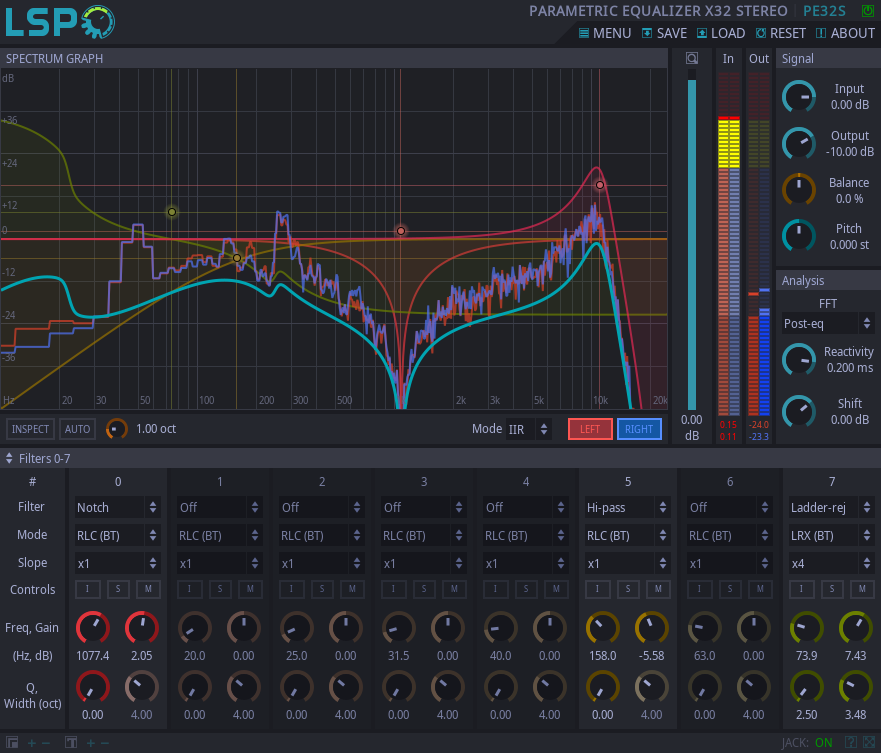 LSP
PARAMETRIC EQUALIZER X32 STEREO PE32S
MENU SAVE LOAD RESET ABOUT
SPECTRUM GRAPH
In Out
Signal
dB
+36
+24
+12
0
-12
-24
-36
Hz 20 30 50 100 200 300 500 2k 3k 5k 10k 20k
0.00
dB
0.15 -24.0
0.11 -23.3
Input
0.00 dB
Output
-10.00 dB
Balance
0.0 %
Pitch
0.000 st
Analysis
FFT
Post-eq
Reactivity
0.200 ms
Shift
0.00 dB
INSPECT AUTO 1.00 oct Mode IIR LEFT RIGHT
Filters 0-7
# 0 1 2 3 4 5 6 7
Filter Notch Off Off Off Off Hi-pass Off Ladder-rej
Mode RLC (BT) RLC (BT) RLC (BT) RLC (BT) RLC (BT) RLC (BT) RLC (BT) LRX (BT)
Slope x1 x1 x1 x1 x1 x1 x1 x4
Controls I S M I S M I S M I S M I S M I S M I S M I S M
Freq, Gain
(Hz, dB) 1077.4 2.05 20.0 0.00 25.0 0.00 31.5 0.00 40.0 0.00 158.0 -5.58 63.0 0.00 73.9 7.43
Q,
Width (oct)
0.00 4.00 0.00 4.00 0.00 4.00 0.00 4.00 0.00 4.00 0.00 4.00 0.00 4.00 2.50 3.48
+ − + − JACK: ON ?